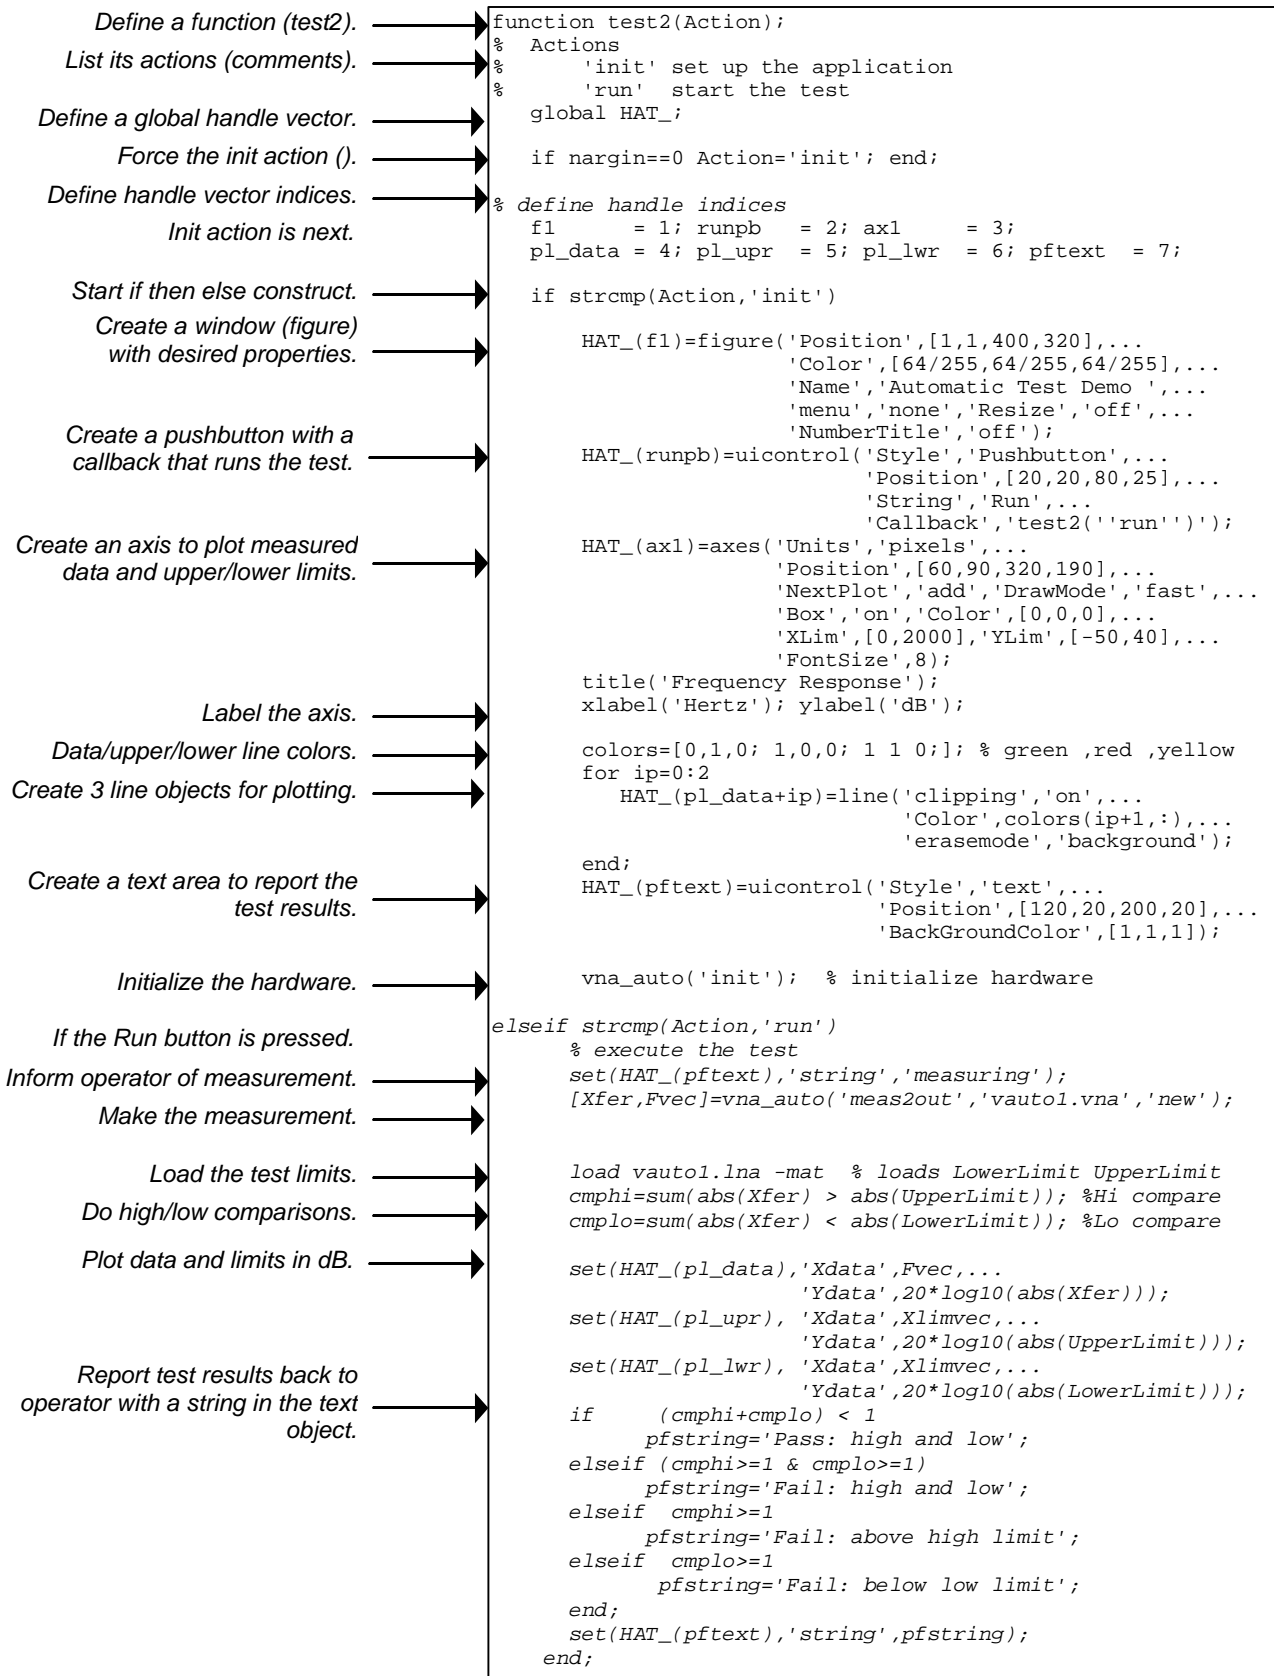 Define a function (test2).
List its actions (comments).
Define a global handle vector.
Force the init action ().
Define handle vector indices.
Init action is next.
Start if then else construct.
Create a window (figure)
with desired properties.
Create a pushbutton with a
callback that runs the test.
Create an axis to plot measured
data and upper/lower limits.
Label the axis.
Data/upper/lower line colors.
Create 3 line objects for plotting.
Create a text area to report the
test results.
Initialize the hardware.
If the Run button is pressed.
Inform operator of measurement.
Make the measurement.
Load the test limits.
Do high/low comparisons.
Plot data and limits in dB.
Report test results back to
operator with a string in the text
object.
function test2(Action);
%  Actions
%      'init' set up the application
%      'run'  start the test
   global HAT_;
   if nargin==0 Action='init'; end;
% define handle indices
   f1      = 1; runpb   = 2; ax1     = 3;
   pl_data = 4; pl_upr  = 5; pl_lwr  = 6; pftext  = 7;
   if strcmp(Action,'init')
       HAT_(f1)=figure('Position',[1,1,400,320],...
                       'Color',[64/255,64/255,64/255],...
                       'Name','Automatic Test Demo ',...
                       'menu','none','Resize','off',...
                       'NumberTitle','off');
       HAT_(runpb)=uicontrol('Style','Pushbutton',...
                             'Position',[20,20,80,25],...
                             'String','Run',...
                             'Callback','test2(''run'')');
       HAT_(ax1)=axes('Units','pixels',...
                      'Position',[60,90,320,190],...
                      'NextPlot','add','DrawMode','fast',...
                      'Box','on','Color',[0,0,0],...
                      'XLim',[0,2000],'YLim',[-50,40],...
                      'FontSize',8);
       title('Frequency Response');
       xlabel('Hertz'); ylabel('dB');
       colors=[0,1,0; 1,0,0; 1 1 0;]; % green ,red ,yellow
       for ip=0:2
          HAT_(pl_data+ip)=line('clipping','on',...
                                'Color',colors(ip+1,:),...
                                'erasemode','background');
       end;
       HAT_(pftext)=uicontrol('Style','text',...
                              'Position',[120,20,200,20],...
                              'BackGroundColor',[1,1,1]);
       vna_auto('init');  % initialize hardware
elseif strcmp(Action,'run')
      % execute the test
      set(HAT_(pftext),'string','measuring');
      [Xfer,Fvec]=vna_auto('meas2out','vauto1.vna','new');
      load vauto1.lna -mat  % loads LowerLimit UpperLimit
      cmphi=sum(abs(Xfer) > abs(UpperLimit)); %Hi compare
      cmplo=sum(abs(Xfer) < abs(LowerLimit)); %Lo compare
      set(HAT_(pl_data),'Xdata',Fvec,...
                        'Ydata',20*log10(abs(Xfer)));
      set(HAT_(pl_upr), 'Xdata',Xlimvec,...
                        'Ydata',20*log10(abs(UpperLimit)));
      set(HAT_(pl_lwr), 'Xdata',Xlimvec,...
                        'Ydata',20*log10(abs(LowerLimit)));
      if     (cmphi+cmplo) < 1
            pfstring='Pass: high and low';
      elseif (cmphi>=1 & cmplo>=1)
            pfstring='Fail: high and low';
      elseif  cmphi>=1
            pfstring='Fail: above high limit';
      elseif  cmplo>=1
             pfstring='Fail: below low limit';
      end;
      set(HAT_(pftext),'string',pfstring);
    end;